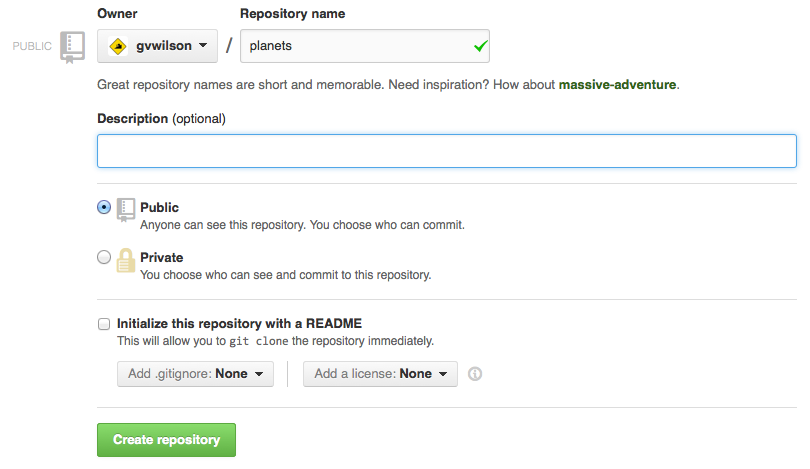 Owner Repository name
PUBLIC gvwilson / planets
Great repository names are short and memorable. Need inspiration? How about massive-adventure.
Description (optional)
Public
Anyone can see this repository. You choose who can commit.
Private
You choose who can see and commit to this repository.
Initialize this repository with a README
This will allow you to git clone the repository immediately.
Add .gitignore: None Add a license: None
Create repository